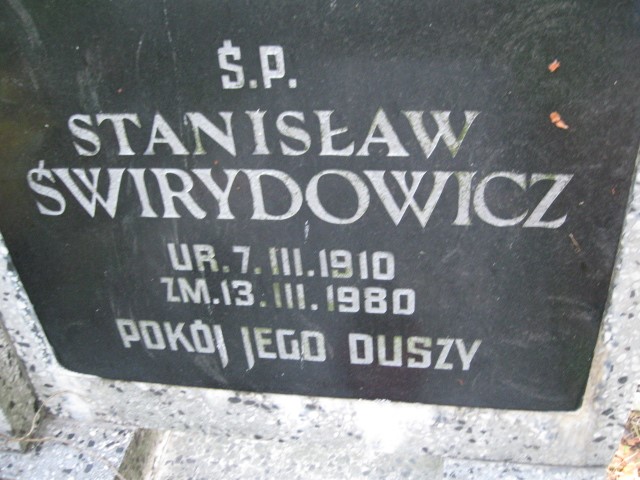 Ś.P.
STANISŁAW
ŚWIRYDOWICZ
UR.7.III.1910
ZM.13.III.1980
POKÓJ JEGO DUSZY